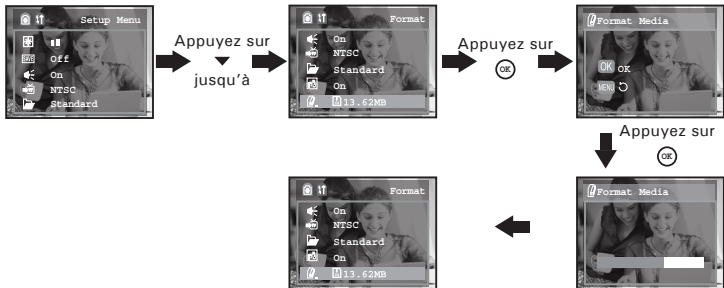 Setup Menu
Off
On
NTSC
Standard
Appuyez sur
jusqu'à
Format
On
NTSC
Standard
On
13.62MB
Appuyez sur
OK
Format Media
OK OK
MENU
Appuyez sur
OK
Format Media
Format
On
NTSC
Standard
On
13.62MB